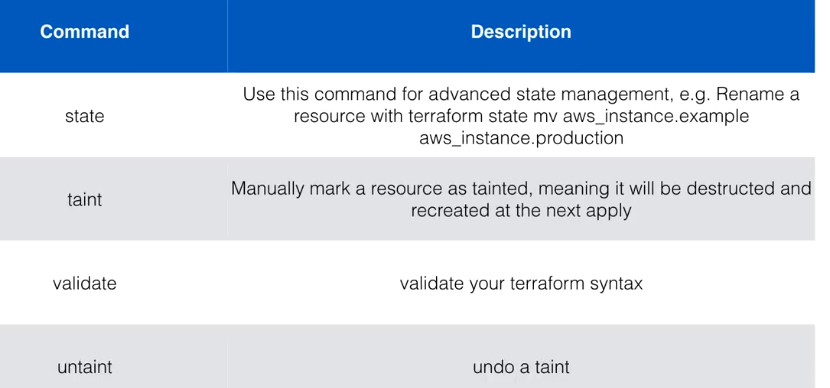 Command Description
state
Use this command for advanced state management, e.g. Rename a
resource with terraform state mv aws_instance.example
aws_instance.production
taint
Manually mark a resource as tainted, meaning it will be destructed and
recreated at the next apply
validate
validate your terraform syntax
untaint
undo a taint